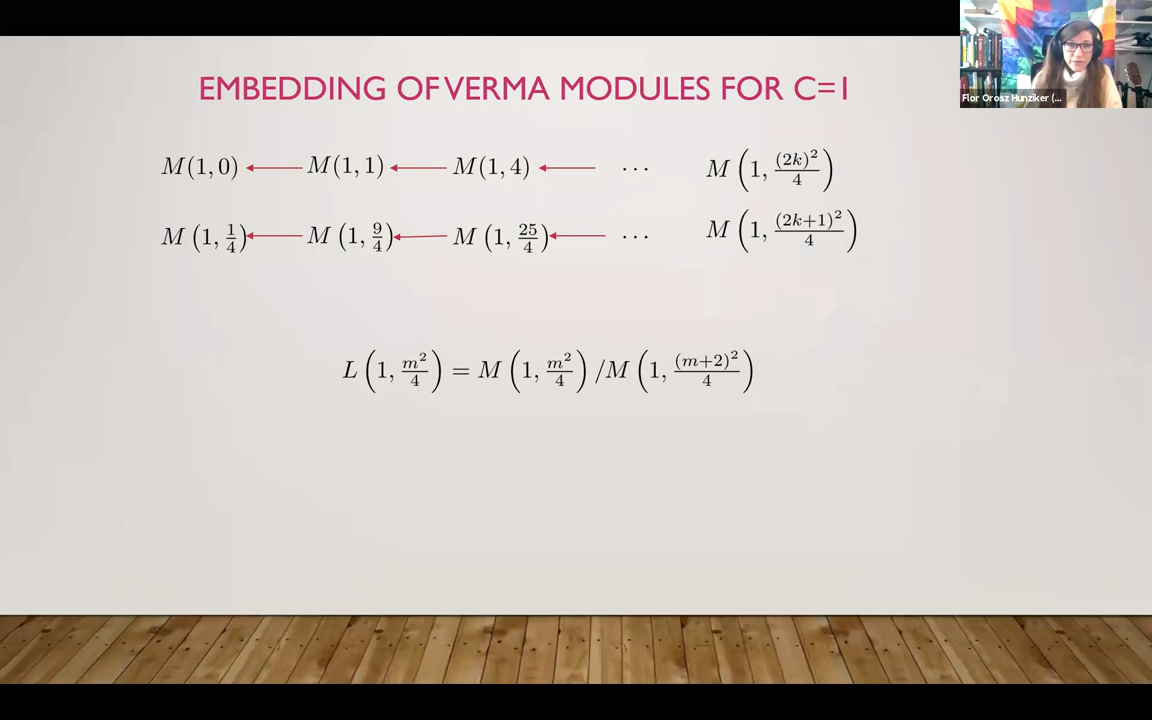 EMBEDDING OF VERMA MODULES FOR C=1
M(1,0) ← M(1,1) ← M(1,4) ← ··· M(1, (2k)²/4)
M(1, 1/4) ← M(1, 9/4) ← M(1, 25/4) ← ··· M(1, (2k+1)²/4)
L(1, m²/4) = M(1, m²/4) /M(1, (m+2)²/4)
Flor Orosz Hunziker (...